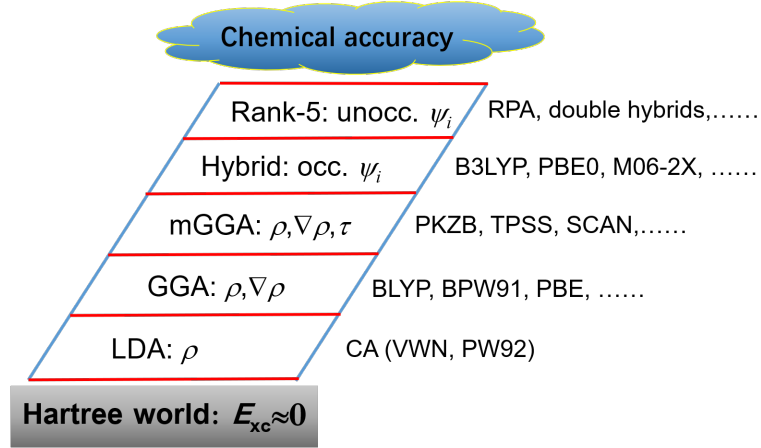 Chemical accuracy
Rank-5: unocc. ψi RPA, double hybrids,……
Hybrid: occ. ψi B3LYP, PBE0, M06-2X, ……
mGGA: ρ,∇ρ,τ PKZB, TPSS, SCAN,……
GGA: ρ,∇ρ BLYP, BPW91, PBE, ……
LDA: ρ CA (VWN, PW92)
Hartree world: Exc≈0